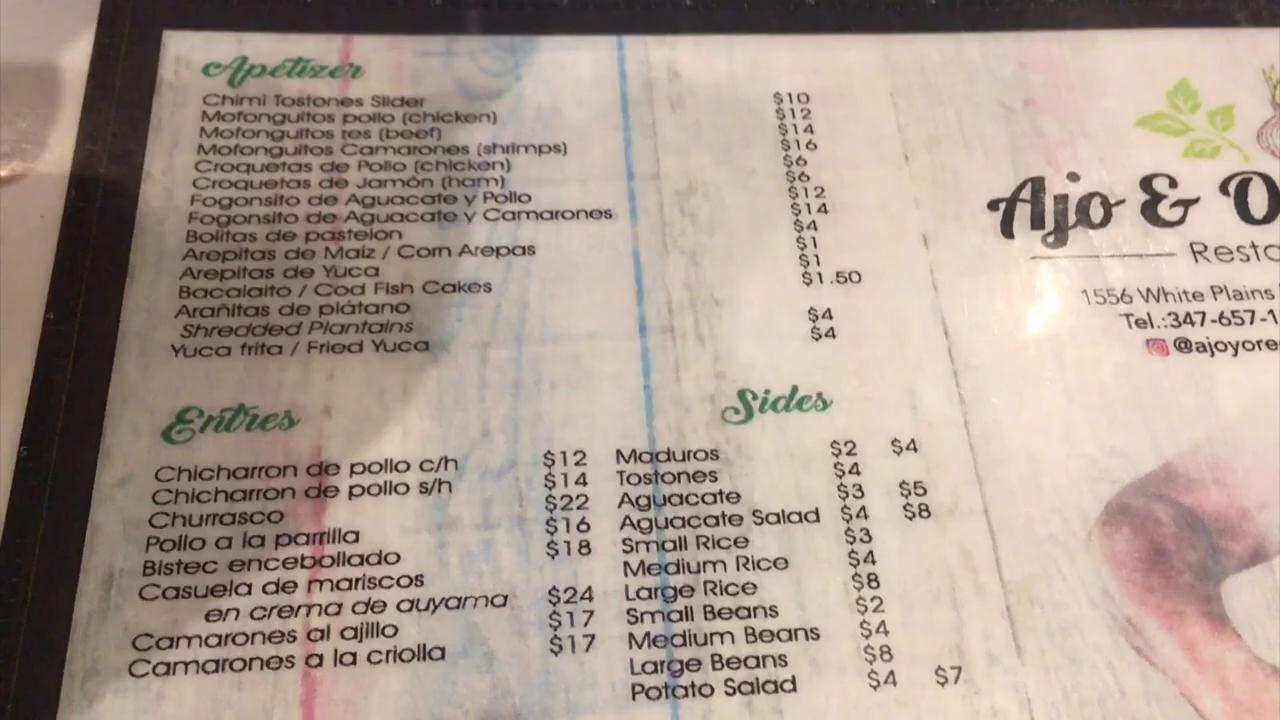 Apetizer
Chimi Tostones Slider $10
Mofonguitos pollo (chicken) $12
Mofonguitos res (beef) $14
Mofonguitos Camarones (shrimps) $16
Croquetas de Pollo (chicken) $6
Croquetas de Jamón (ham) $6
Fogonsito de Aguacate y Pollo $12
Fogonsito de Aguacate y Camarones $14
Bolitas de pastelon $4
Arepitas de Maíz / Corn Arepas $1
Arepitas de Yuca $1
Bacalaito / Cod Fish Cakes $1.50
Arañitas de plátano
Shredded Plantains $4
Yuca frita / Fried Yuca $4
Entres
Chicharron de pollo c/h $12
Chicharron de pollo s/h $14
Churrasco $22
Pollo a la parrilla $16
Bistec encebollado $18
Casuela de mariscos
en crema de auyama $24
Camarones al ajillo $17
Camarones a la criolla $17
Sides
Maduros $2 $4
Tostones $4
Aguacate $3 $5
Aguacate Salad $4 $8
Small Rice $3
Medium Rice $4
Large Rice $8
Small Beans $2
Medium Beans $4
Large Beans $8
Potato Salad $4 $7
Ajo & O
Resta
1556 White Plains
Tel.:347-657-1
@ajoyore